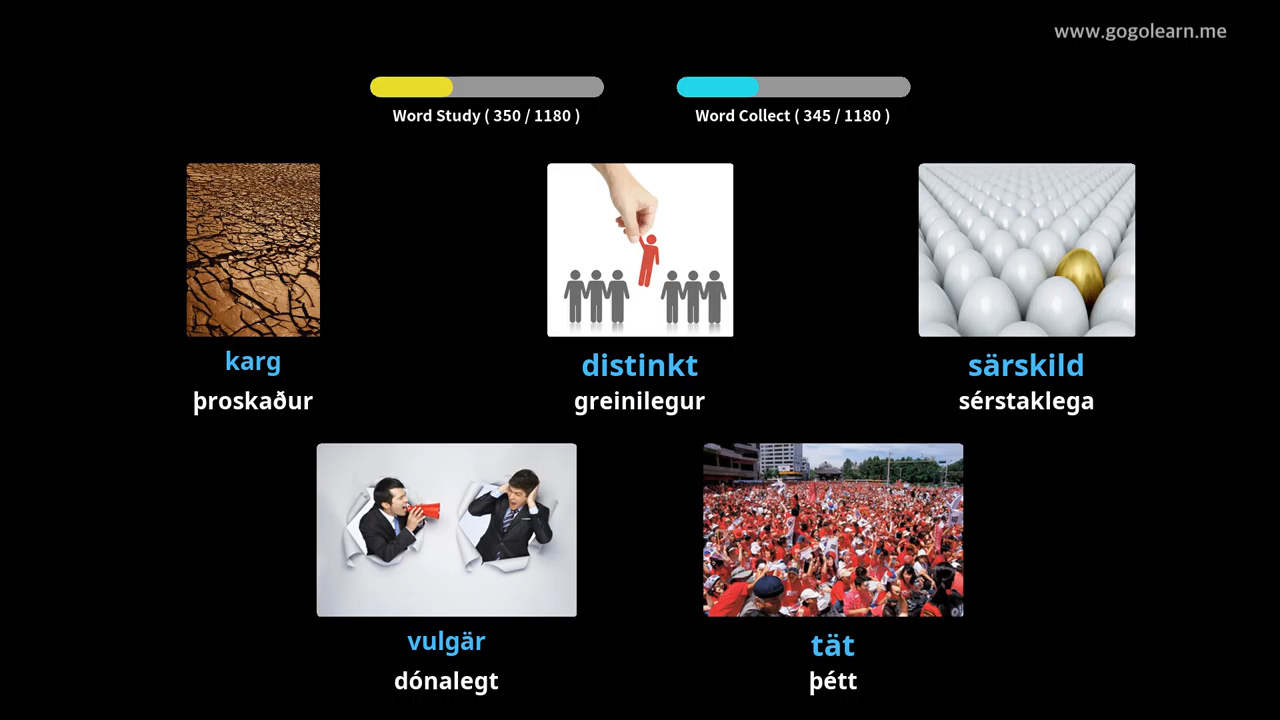 www.gogolearn.me
Word Study ( 350 / 1180 )
Word Collect ( 345 / 1180 )
karg
þroskaður
distinkt
greinilegur
särskild
sérstaklega
vulgär
dónalegt
tät
þétt